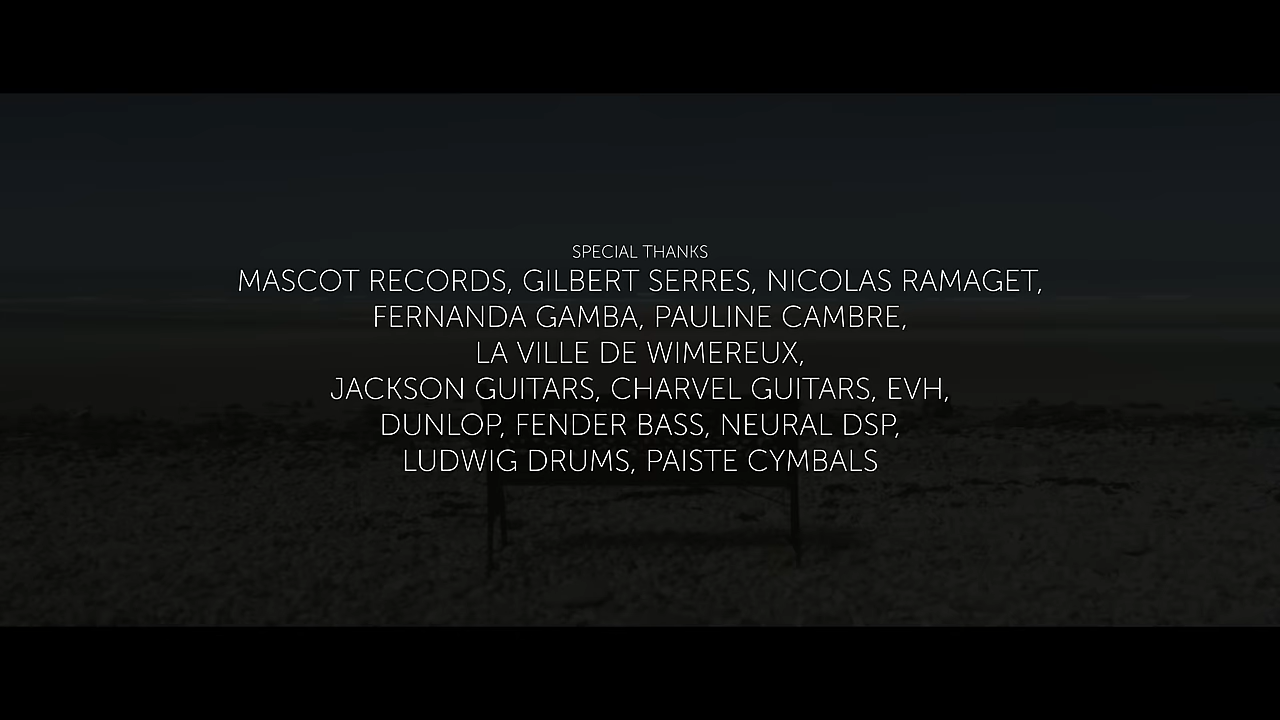 SPECIAL THANKS
MASCOT RECORDS, GILBERT SERRES, NICOLAS RAMAGET,
FERNANDA GAMBA, PAULINE CAMBRE,
LA VILLE DE WIMEREUX,
JACKSON GUITARS, CHARVEL GUITARS, EVH,
DUNLOP, FENDER BASS, NEURAL DSP,
LUDWIG DRUMS, PAISTE CYMBALS